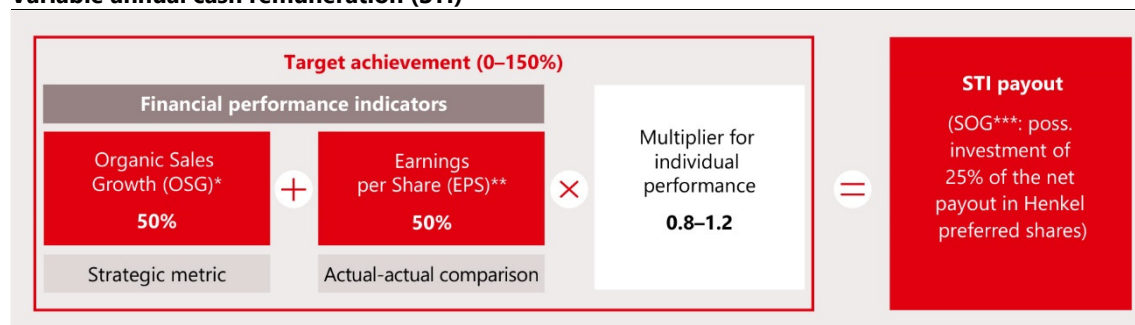 Variable annual cash remuneration (STI)
Target achievement (0–150%)
Financial performance indicators
Organic Sales
Growth (OSG)*
50%
+
Earnings
per Share (EPS)**
50%
×
Multiplier for
individual
performance
0.8–1.2
=
STI payout
(SOG***: poss.
investment of
25% of the net
payout in Henkel
preferred shares)
Strategic metric
Actual-actual comparison